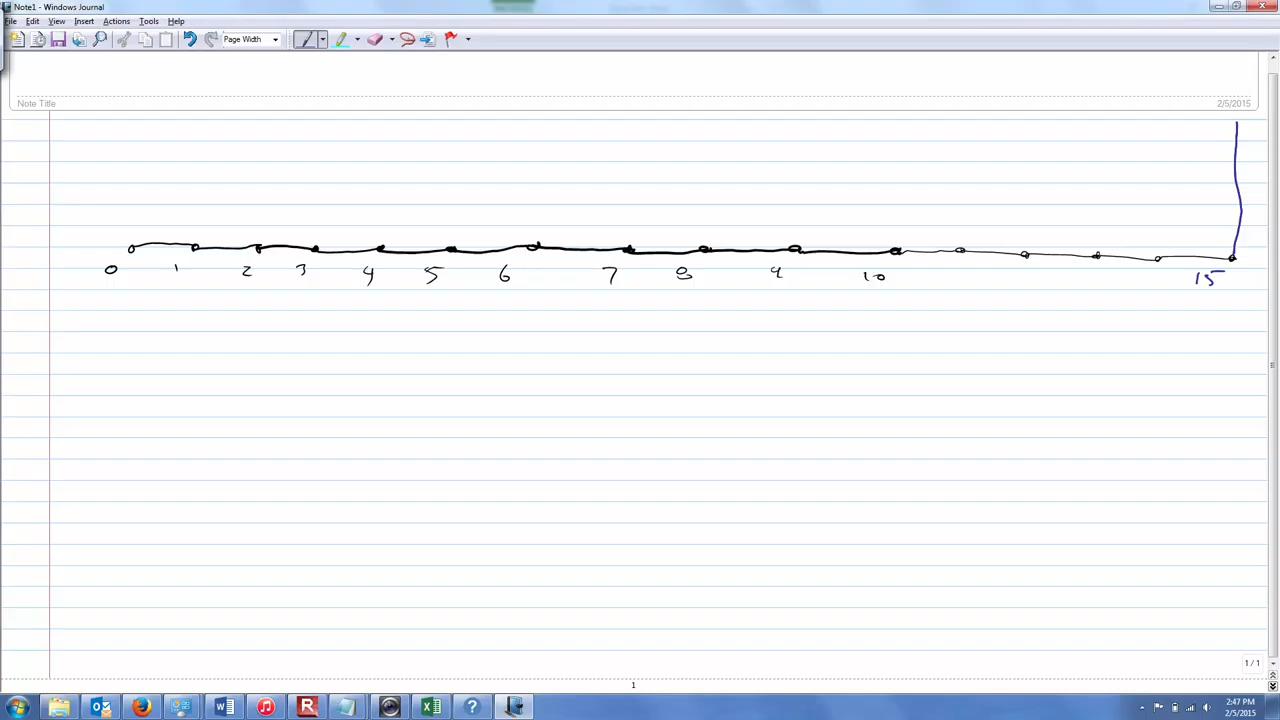 Note1 - Windows Journal
File Edit View Insert Actions Tools Help
Page Width
Note Title
2/5/2015
0 1 2 3 4 5 6 7 8 9 10 15
1 / 1
1
2:47 PM
2/5/2015